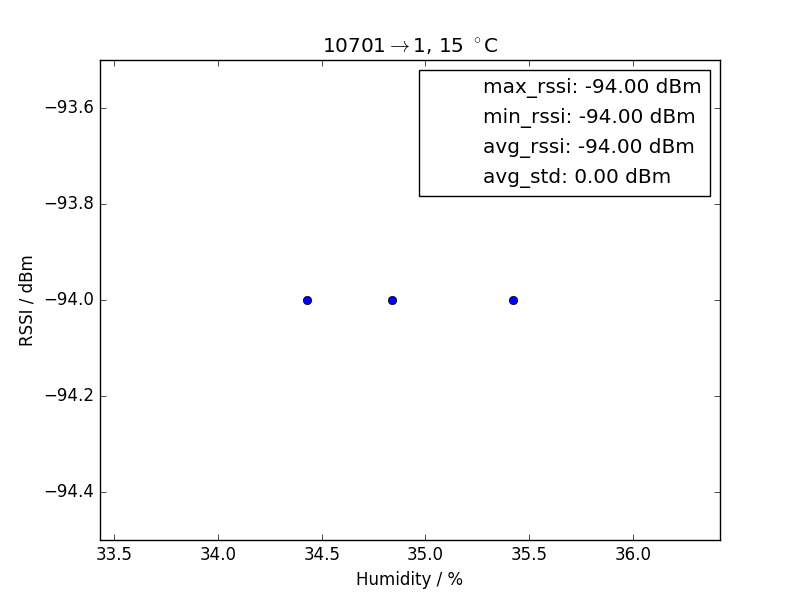 10701→1, 15 °C
max_rssi: -94.00 dBm
min_rssi: -94.00 dBm
avg_rssi: -94.00 dBm
avg_std: 0.00 dBm
−93.6
−93.8
−94.0
−94.2
−94.4
RSSI / dBm
33.5 34.0 34.5 35.0 35.5 36.0
Humidity / %